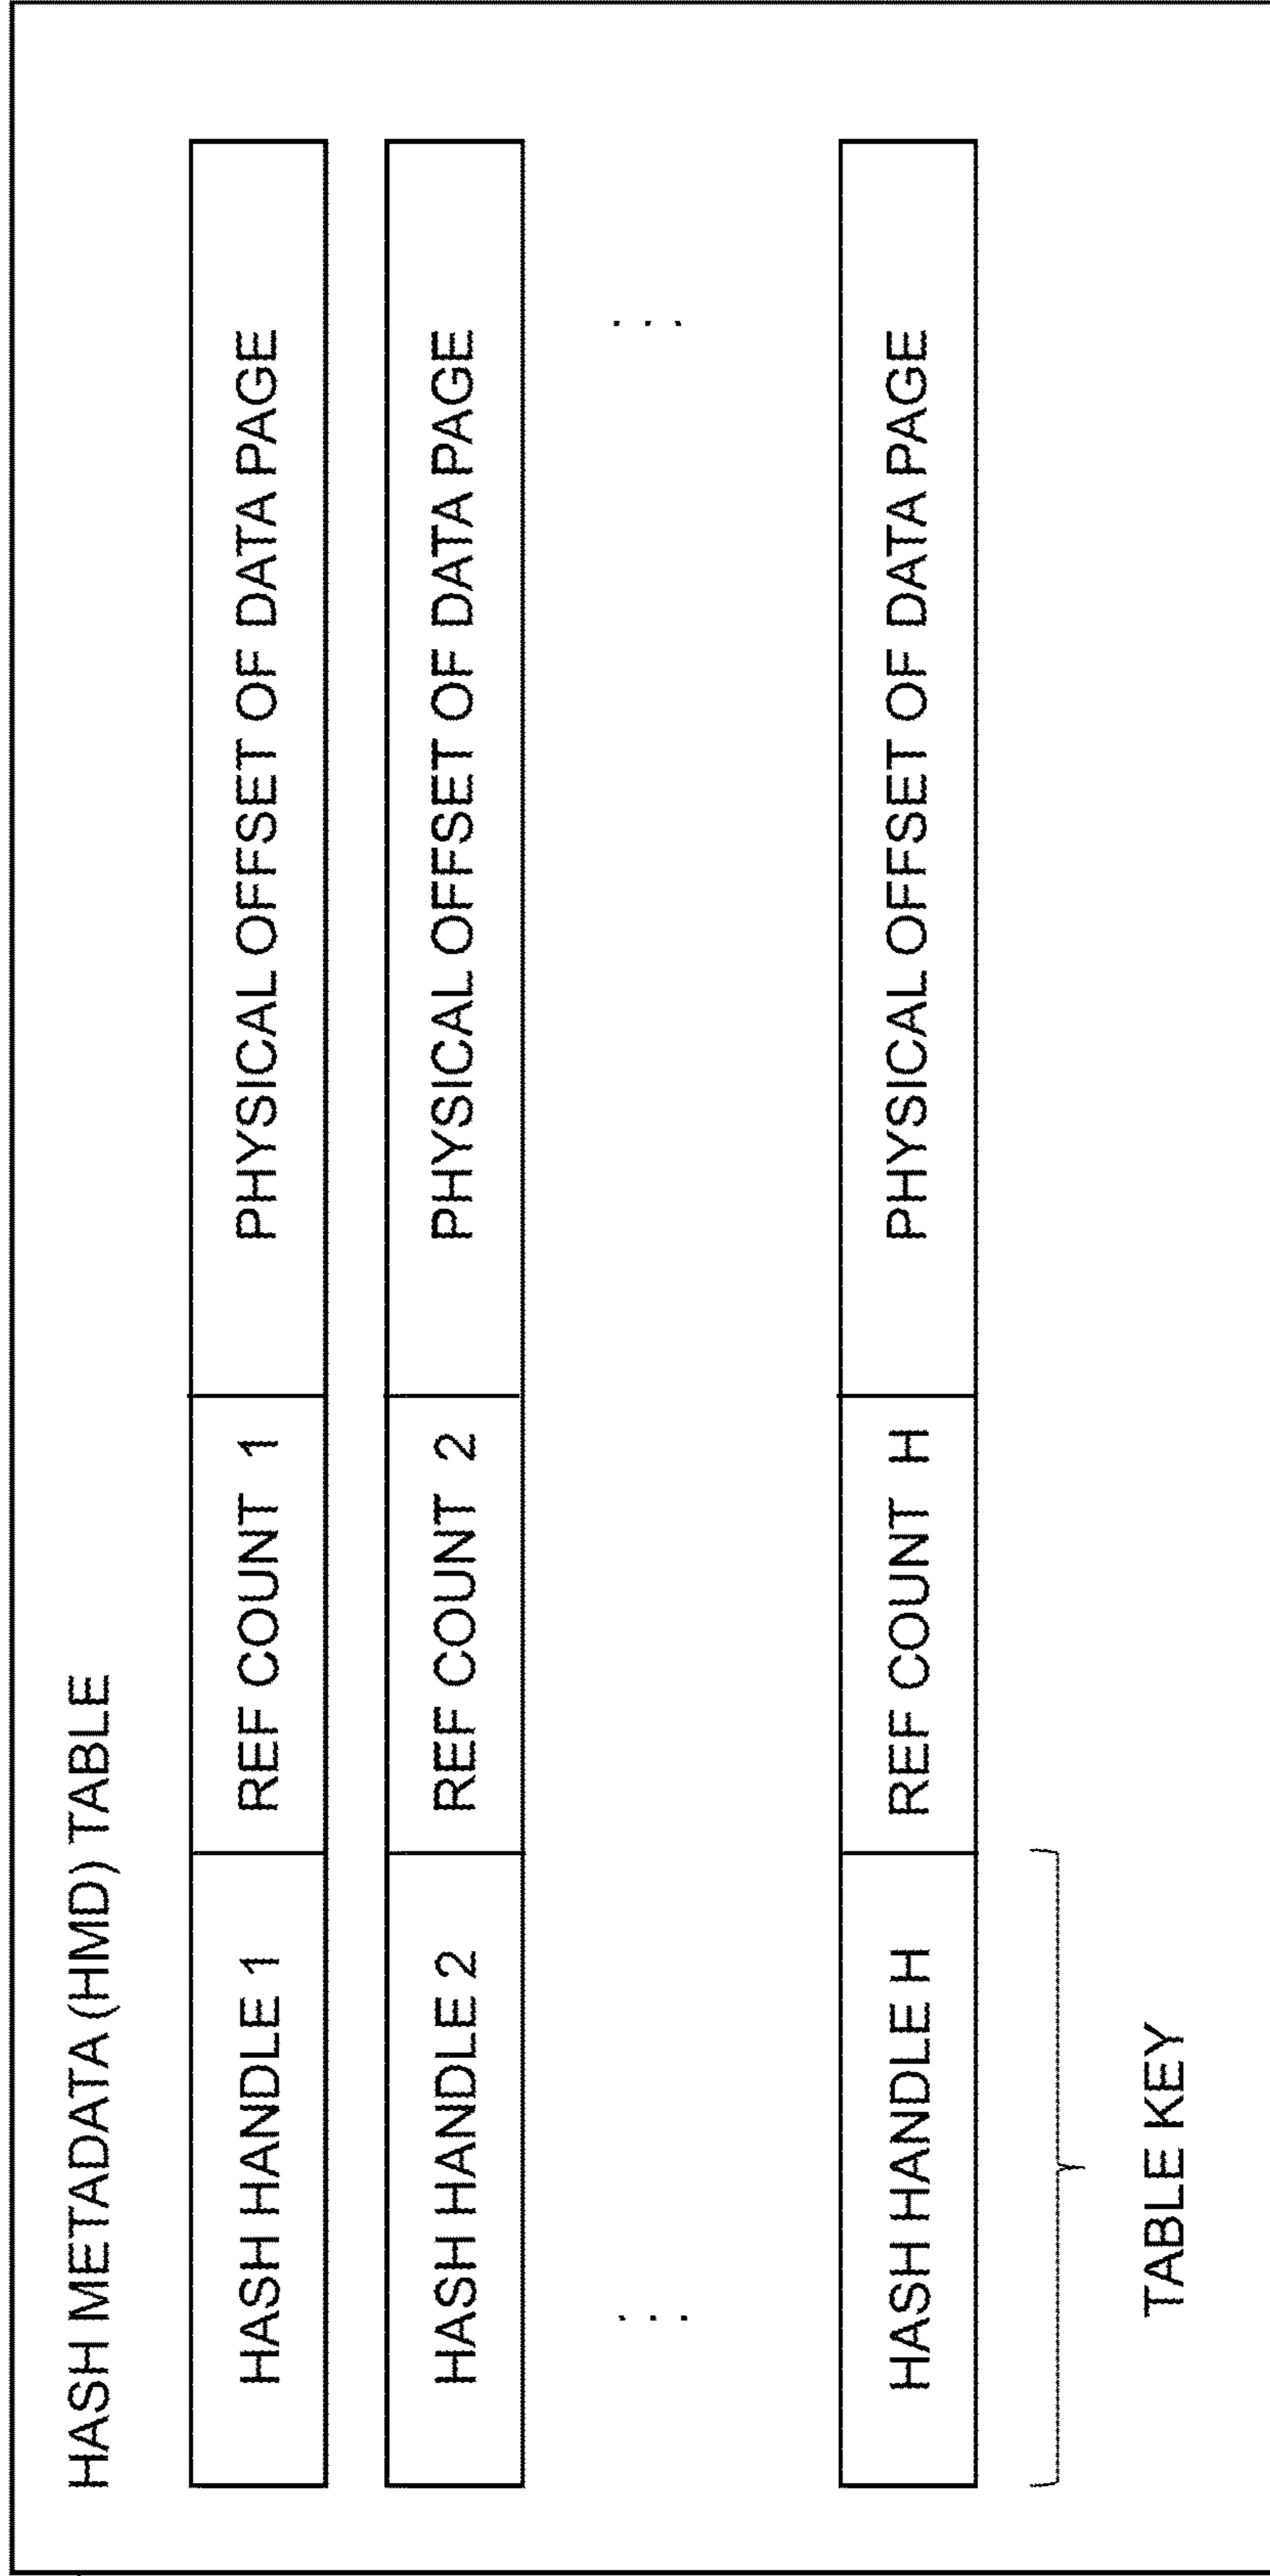 HASH METADATA (HMD) TABLE
HASH HANDLE 1 REF COUNT 1 PHYSICAL OFFSET OF DATA PAGE
HASH HANDLE 2 REF COUNT 2 PHYSICAL OFFSET OF DATA PAGE
. . . . . .
HASH HANDLE H REF COUNT H PHYSICAL OFFSET OF DATA PAGE
TABLE KEY